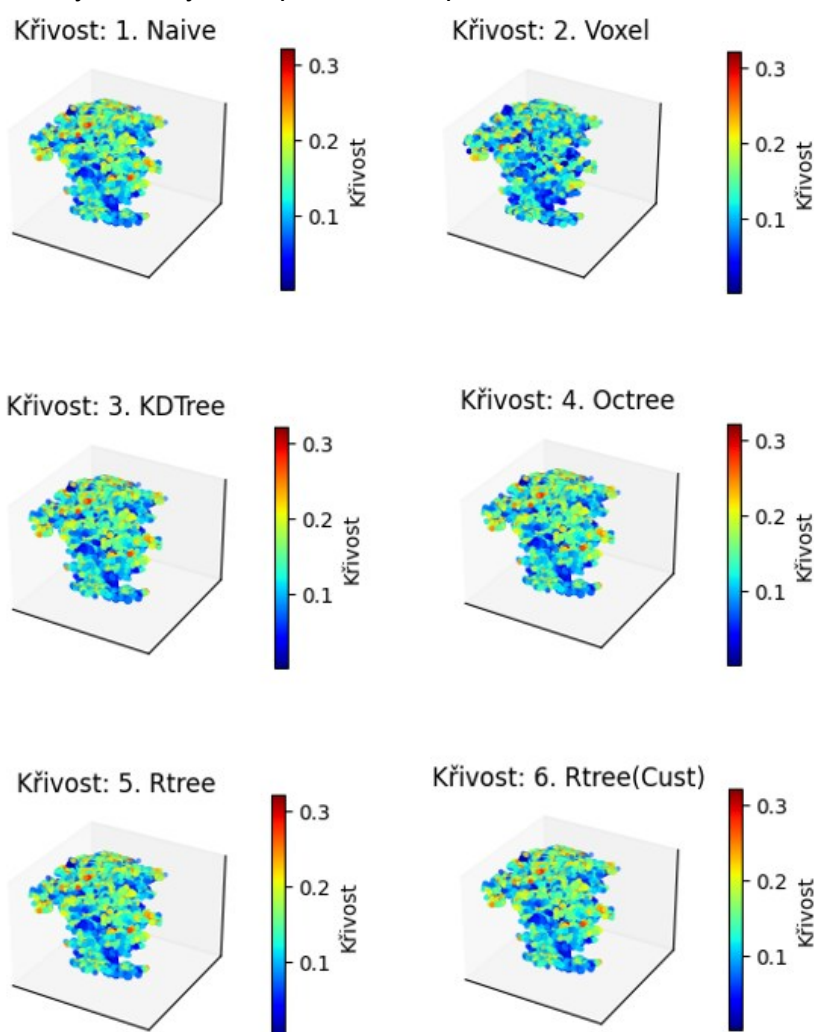 Křivost: 1. Naive
0.3
0.2
0.1
Křivost
Křivost: 2. Voxel
0.3
0.2
0.1
Křivost
Křivost: 3. KDTree
0.3
0.2
0.1
Křivost
Křivost: 4. Octree
0.3
0.2
0.1
Křivost
Křivost: 5. Rtree
0.3
0.2
0.1
Křivost
Křivost: 6. Rtree(Cust)
0.3
0.2
0.1
Křivost